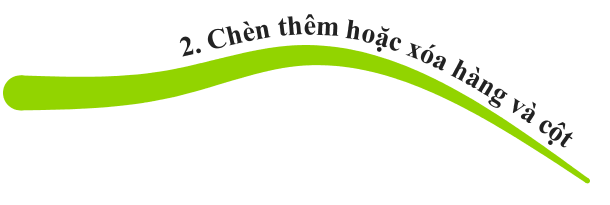 2. Chèn thêm hoặc xóa hàng và cột